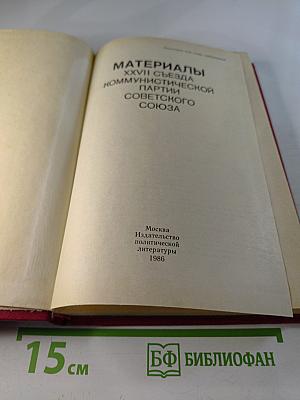 МАТЕРИАЛЫ
XXVII СЪЕЗДА
КОММУНИСТИЧЕСКОЙ
ПАРТИИ
СОВЕТСКОГО
СОЮЗА
Москва
Издательство
политической
литературы
1986
15 см
БФ БИБЛИОФАН